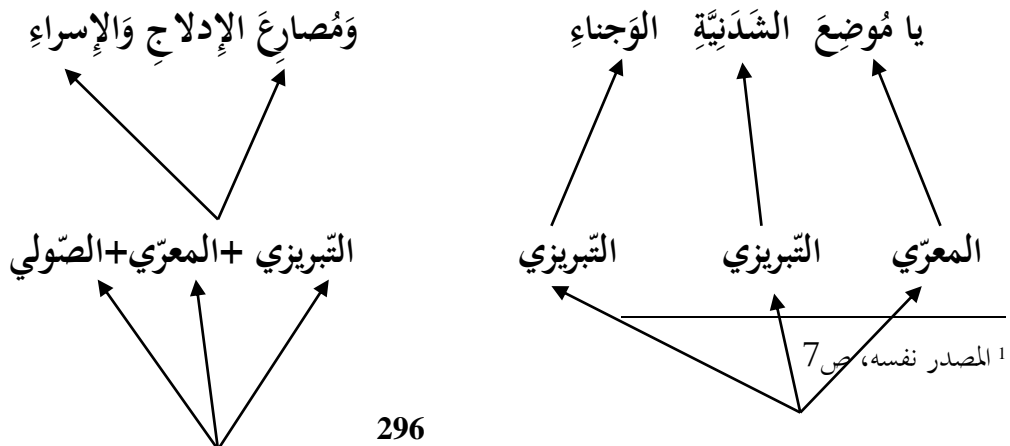 يا مُوضِعَ الشَدَنِيَّةِ الوَجناءِ وَمُصارِعَ الإِدلاجِ وَالإِسراءِ
المعرّي التّبريزي التّبريزي التّبريزي +المعرّي+الصّولي
1 المصدر نفسه، ص7
296